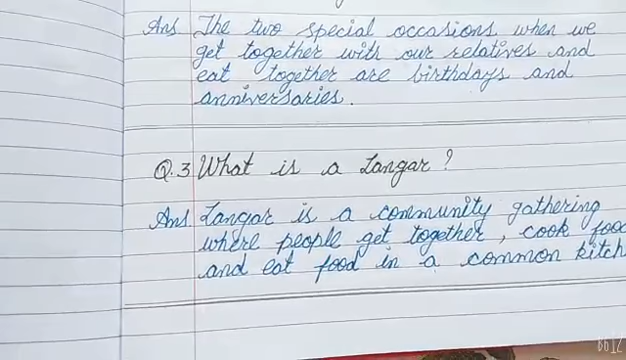 Ans The two special occasions when we
get together with our relatives and
eat together are birthdays and
anniversaries.
Q.3 What is a Langar?
Ans Langar is a community gathering
where people get together, cook foo
and eat food in a common kitch